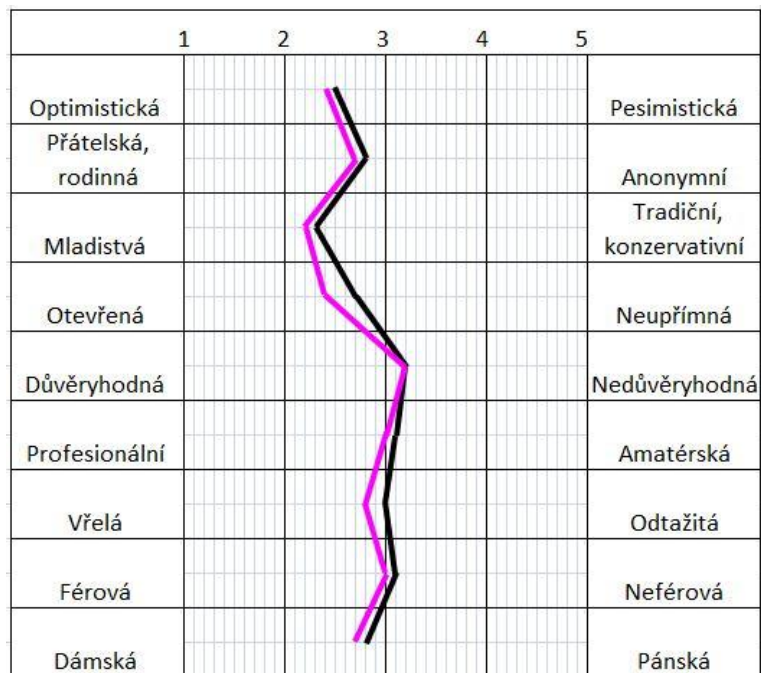 1 2 3 4 5
Optimistická Pesimistická
Přátelská,
rodinná Anonymní
Tradiční,
Mladistvá konzervativní
Otevřená Neupřímná
Důvěryhodná Nedůvěryhodná
Profesionální Amatérská
Vřelá Odtažitá
Férová Neférová
Dámská Pánská